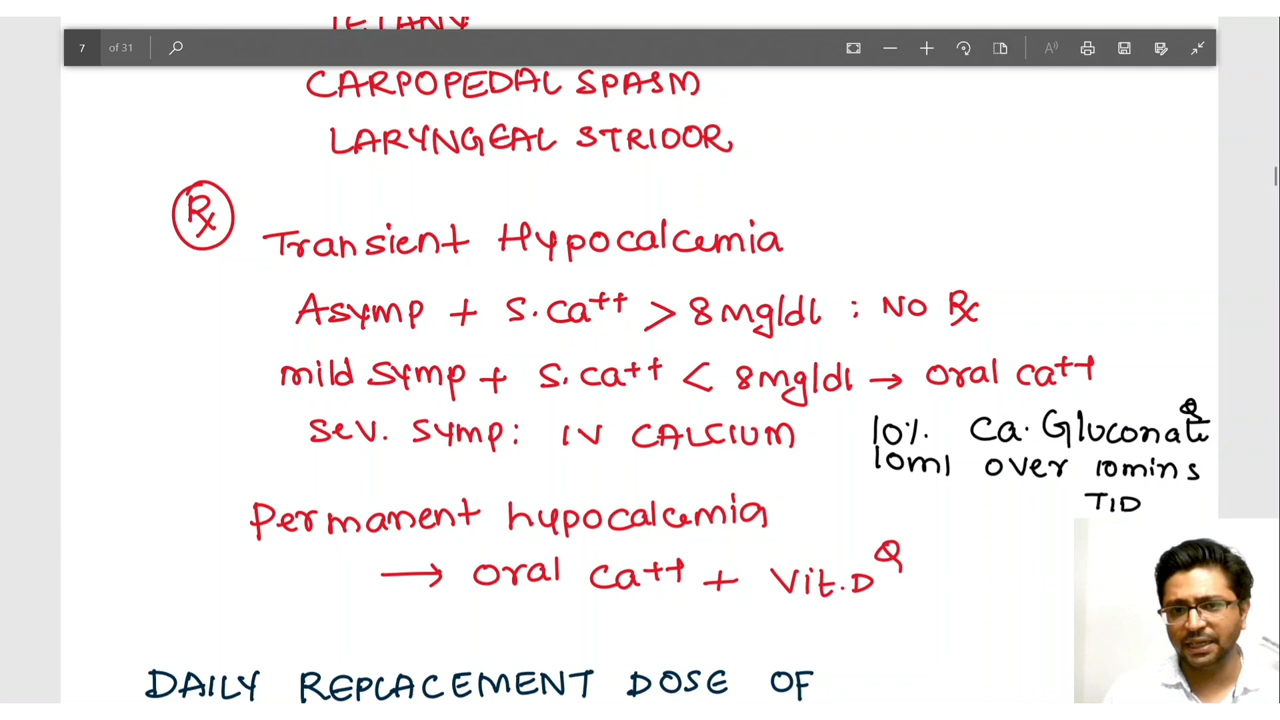 TETANY
7 of 31
CARPOPEDAL SPASM
LARYNGEAL STRIDOR
Rx
Transient Hypocalcemia
Asymp + S.Ca++ > 8mg/dl : NO Rx
mild symp + S.Ca++ < 8mg/dl → oral ca++
Sev. Symp: IV CALCIUM
10% Ca. Gluconate Q
10ml over 10mins
TID
Permanent hypocalcemia
→ oral ca++ + Vit.D Q
DAILY REPLACEMENT DOSE OF